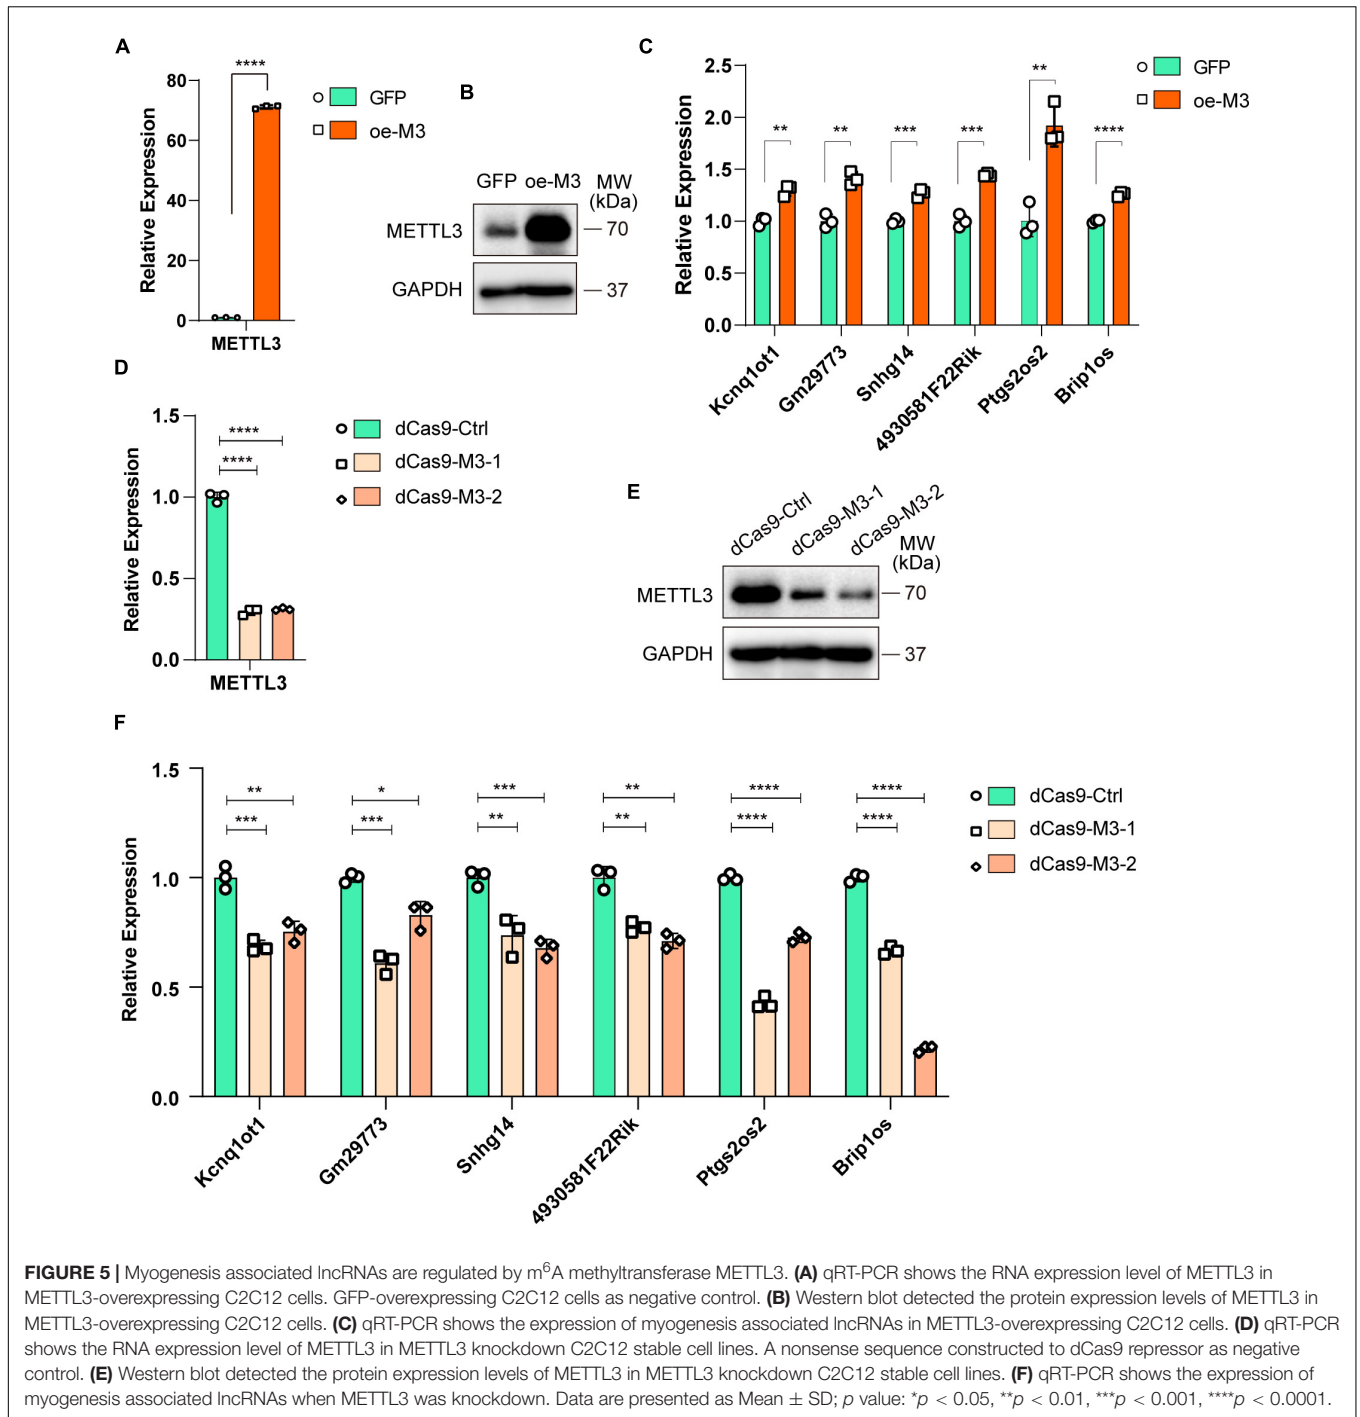 A
****
80
60
40
20
0
Relative Expression
METTL3
GFP
oe-M3
B
GFP oe-M3 MW
(kDa)
METTL3
70
GAPDH
37
C
2.5
2.0
1.5
1.0
0.5
0.0
Relative Expression
**
**
***
***
**
****
GFP
oe-M3
Kcnq1ot1
Gm29773
Snhg14
4930581F22Rik
Ptgs2os2
Brip1os
D
1.5
1.0
0.5
0.0
Relative Expression
****
****
METTL3
dCas9-Ctrl
dCas9-M3-1
dCas9-M3-2
E
dCas9-Ctrl
dCas9-M3-1
dCas9-M3-2
MW
(kDa)
METTL3
70
GAPDH
37
F
1.5
1.0
0.5
0.0
Relative Expression
**
***
*
***
***
**
**
**
****
****
****
****
dCas9-Ctrl
dCas9-M3-1
dCas9-M3-2
Kcnq1ot1
Gm29773
Snhg14
4930581F22Rik
Ptgs2os2
Brip1os
FIGURE 5 | Myogenesis associated lncRNAs are regulated by m⁶A methyltransferase METTL3. (A) qRT-PCR shows the RNA expression level of METTL3 in
METTL3-overexpressing C2C12 cells. GFP-overexpressing C2C12 cells as negative control. (B) Western blot detected the protein expression levels of METTL3 in
METTL3-overexpressing C2C12 cells. (C) qRT-PCR shows the expression of myogenesis associated lncRNAs in METTL3-overexpressing C2C12 cells. (D) qRT-PCR
shows the RNA expression level of METTL3 in METTL3 knockdown C2C12 stable cell lines. A nonsense sequence constructed to dCas9 repressor as negative
control. (E) Western blot detected the protein expression levels of METTL3 in METTL3 knockdown C2C12 stable cell lines. (F) qRT-PCR shows the expression of
myogenesis associated lncRNAs when METTL3 was knockdown. Data are presented as Mean ± SD; p value: *p < 0.05, **p < 0.01, ***p < 0.001, ****p < 0.0001.